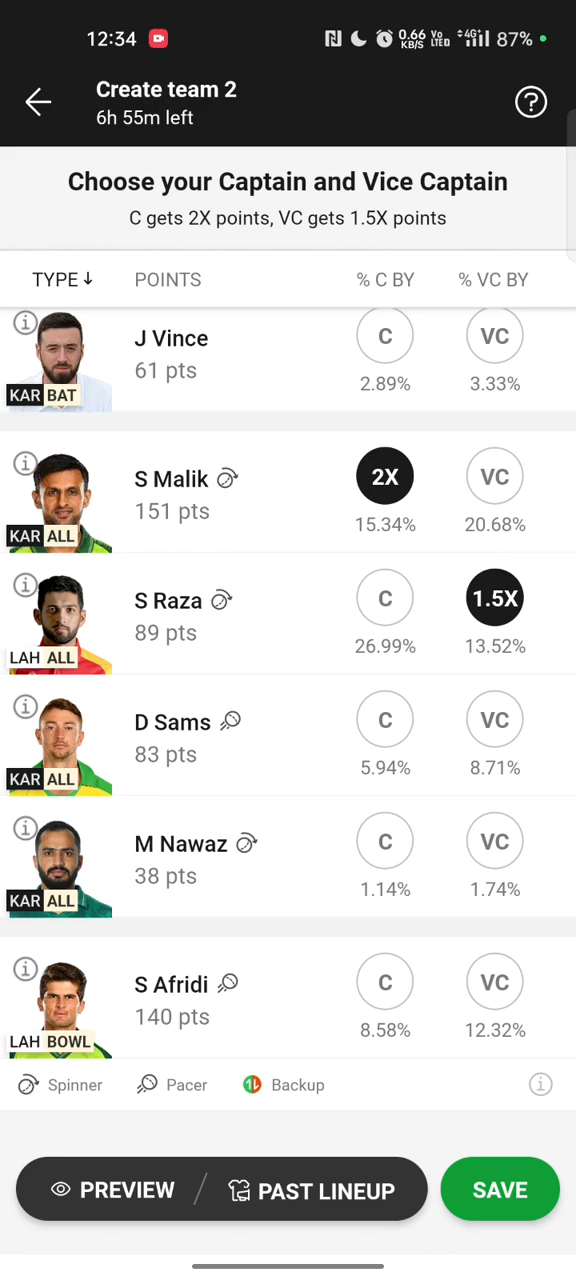 12:34 0.66 KB/S Vo LTED 4G+ 87%
Create team 2
6h 55m left
Choose your Captain and Vice Captain
C gets 2X points, VC gets 1.5X points
TYPE↓ POINTS % C BY % VC BY
J Vince C VC
61 pts 2.89% 3.33%
KAR BAT
S Malik 2X VC
151 pts 15.34% 20.68%
KAR ALL
S Raza C 1.5X
89 pts 26.99% 13.52%
LAH ALL
D Sams C VC
83 pts 5.94% 8.71%
KAR ALL
M Nawaz C VC
38 pts 1.14% 1.74%
KAR ALL
S Afridi C VC
140 pts 8.58% 12.32%
LAH BOWL
Spinner Pacer Backup
PREVIEW / PAST LINEUP SAVE